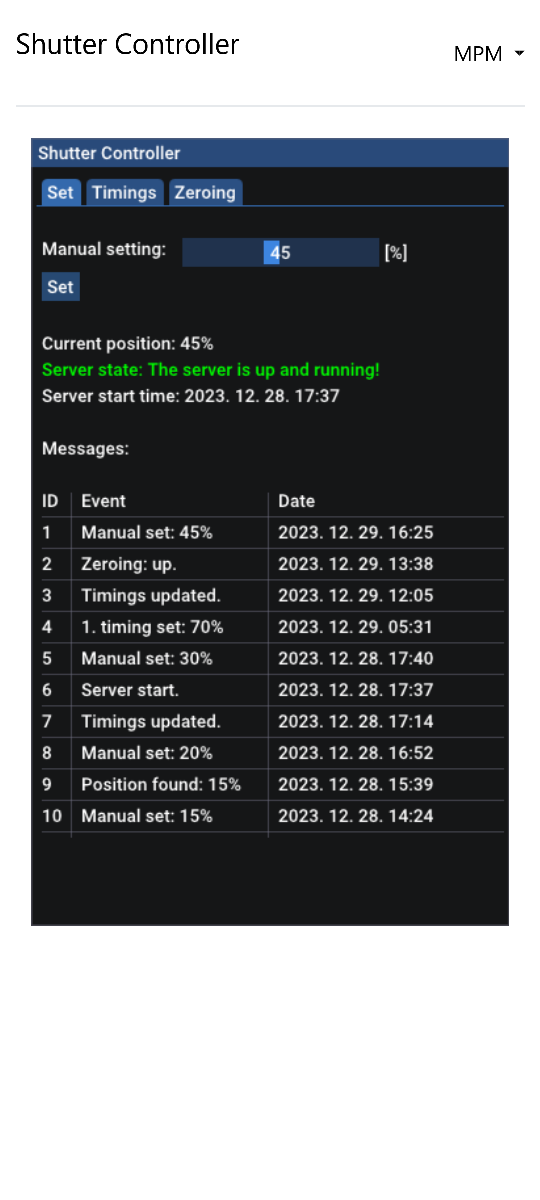 Shutter Controller
MPM
Shutter Controller
Set Timings Zeroing
Manual setting: 45 [%]
Set
Current position: 45%
Server state: The server is up and running!
Server start time: 2023. 12. 28. 17:37
Messages:
ID Event Date
1 Manual set: 45% 2023. 12. 29. 16:25
2 Zeroing: up. 2023. 12. 29. 13:38
3 Timings updated. 2023. 12. 29. 12:05
4 1. timing set: 70% 2023. 12. 29. 05:31
5 Manual set: 30% 2023. 12. 28. 17:40
6 Server start. 2023. 12. 28. 17:37
7 Timings updated. 2023. 12. 28. 17:14
8 Manual set: 20% 2023. 12. 28. 16:52
9 Position found: 15% 2023. 12. 28. 15:39
10 Manual set: 15% 2023. 12. 28. 14:24